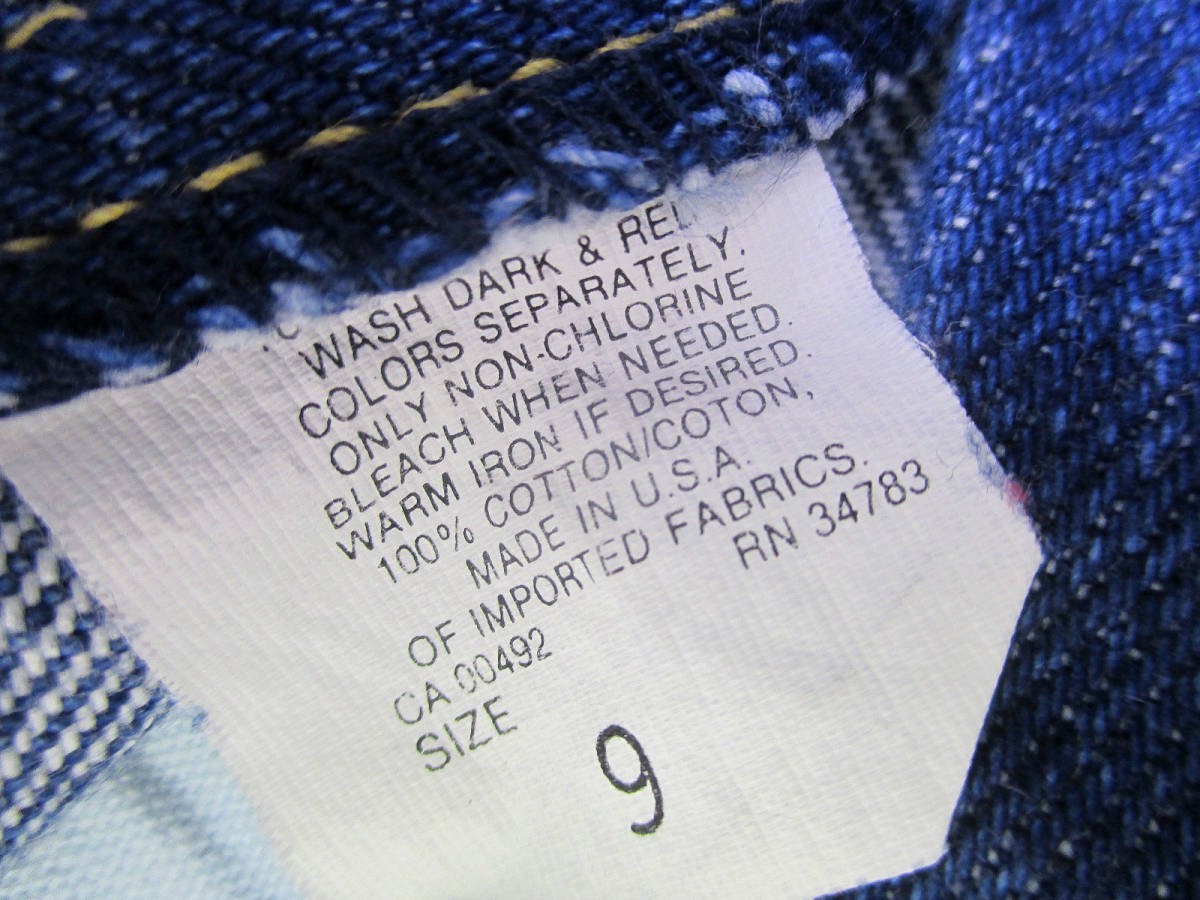 WASH DARK & RED
COLORS SEPARATELY.
ONLY NON-CHLORINE
BLEACH WHEN NEEDED.
WARM IRON IF DESIRED.
100% COTTON/COTON,
MADE IN U.S.A.
OF IMPORTED FABRICS.
RN 34783
CA 00492
SIZE
9